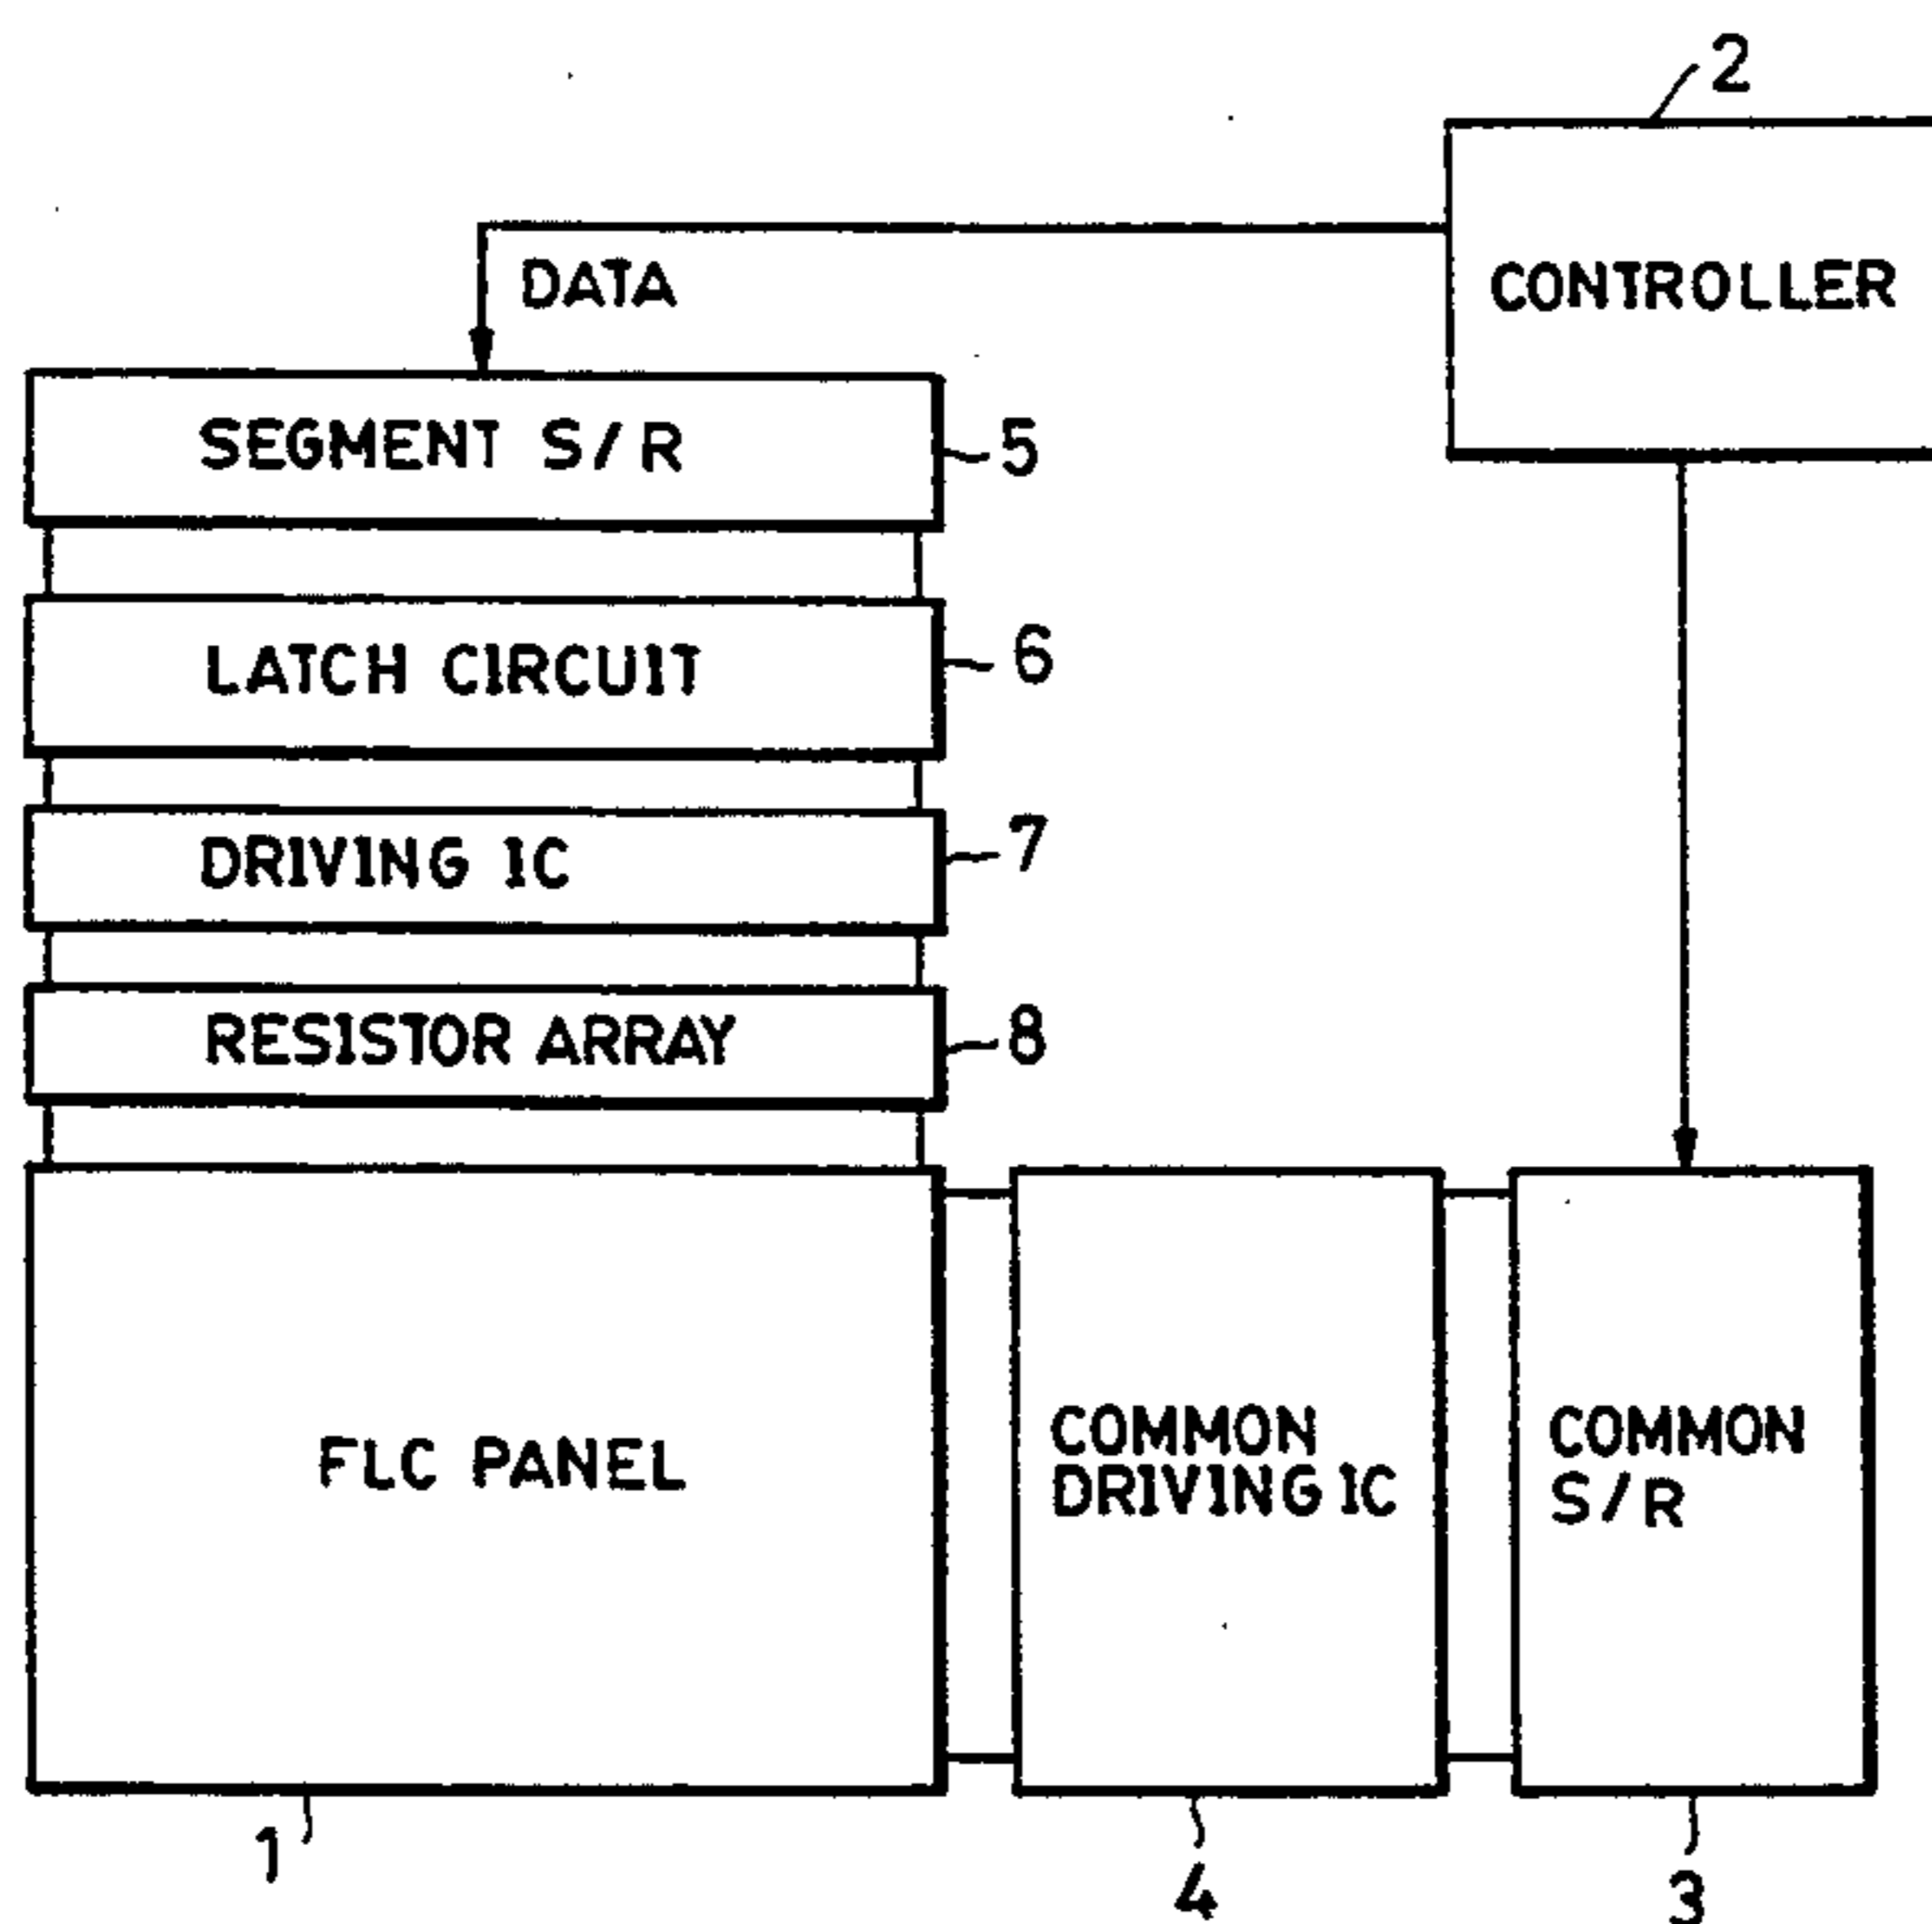 2
CONTROLLER
DATA
SEGMENT S/R
5
LATCH CIRCUIT
6
DRIVING IC
7
RESISTOR ARRAY
8
FLC PANEL
COMMON
DRIVING IC
COMMON
S/R
1
4
3